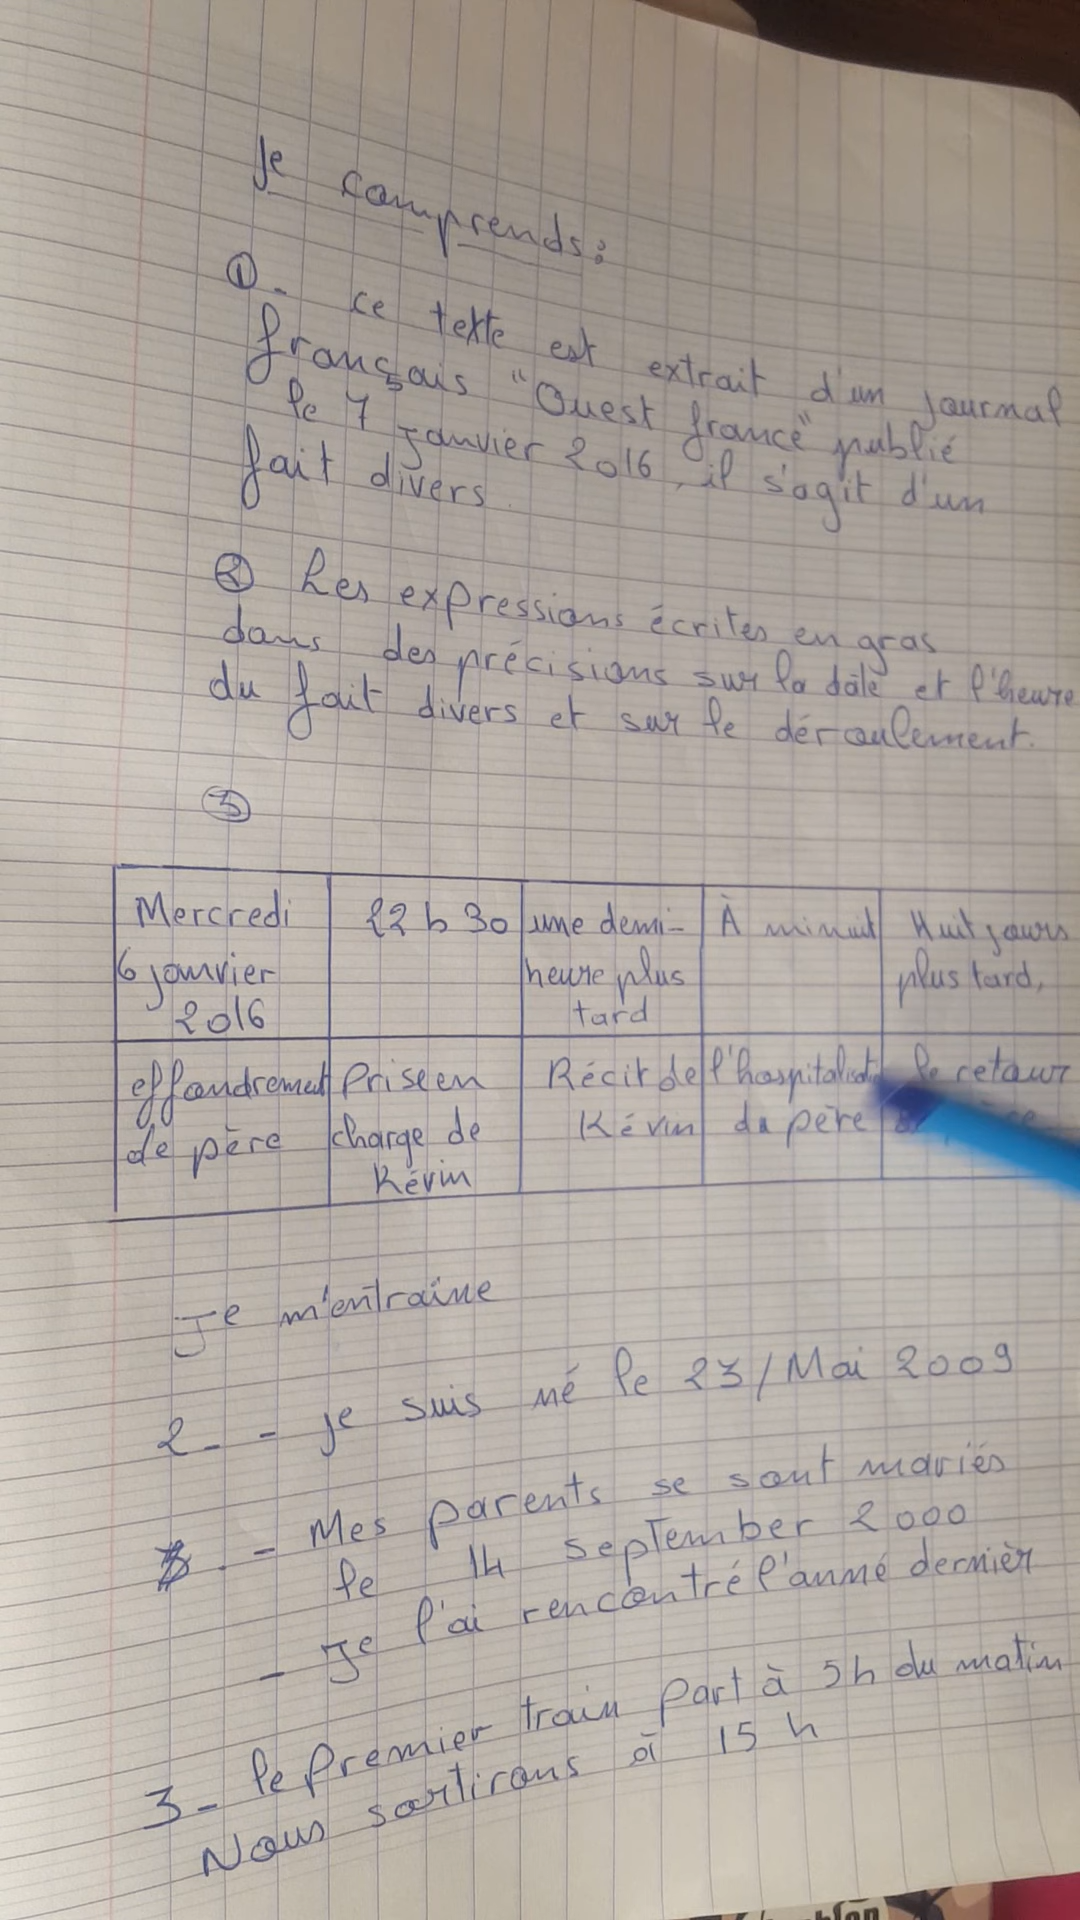 Je comprends:
①- ce texte est extrait d'un journal
français "Ouest france" publié
le 7 janvier 2016, il s'agit d'un
fait divers.
② Les expressions écrites en gras
dans des précisions sur la date et l'heure
du fait divers et sur le déroulement.
③
Mercredi 6 janvier 2016
22 h 30
une demi-heure plus tard
À minuit
Huit jours plus tard,
effondremet de père
Prise en charge de Kévin
Récit de Kévin
l'hospitalisation du père
le retour
Je m'entraine
2- - je suis né le 23/Mai 2009
- Mes parents se sont mariés
le 14 september 2000
- Je l'ai rencontré l'anné dernièr
3- le Premier train part à 5h du matin
Nous sortirons à 15 h